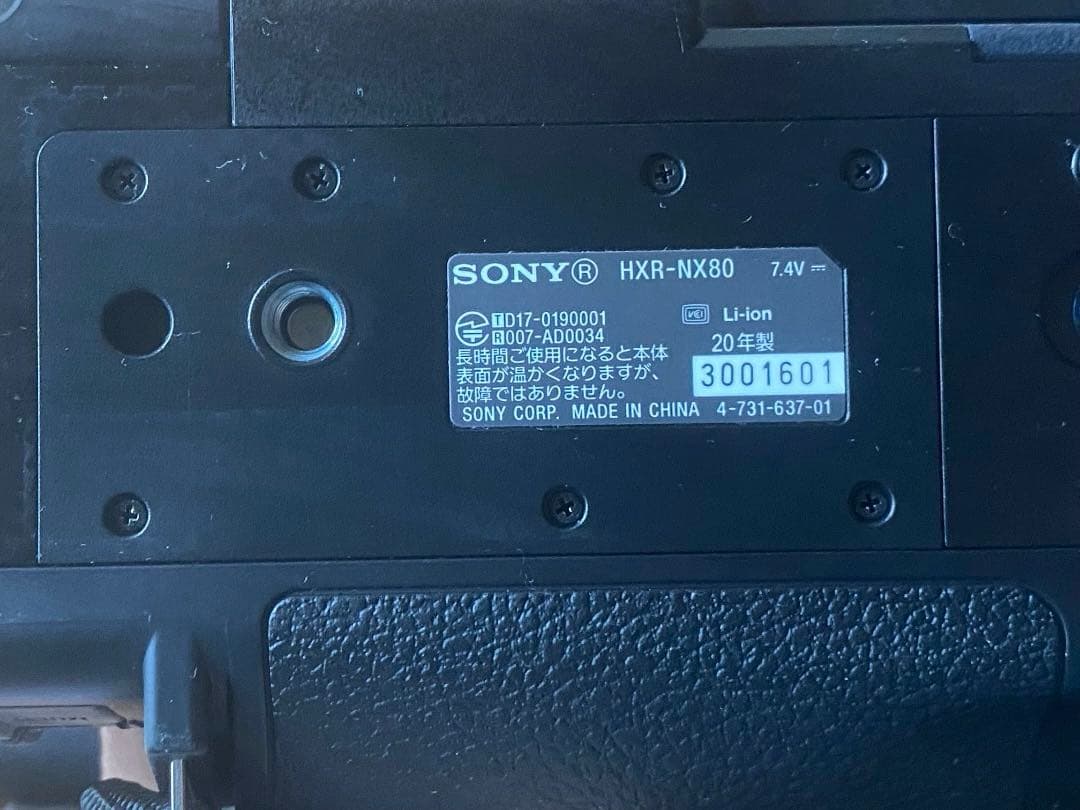 SONY® HXR-NX80 7.4V ⎓
T D17-0190001
R 007-AD0034
VCI Li-ion
20年製
長時間ご使用になると本体
表面が温かくなりますが、
故障ではありません。
3001601
SONY CORP. MADE IN CHINA 4-731-637-01